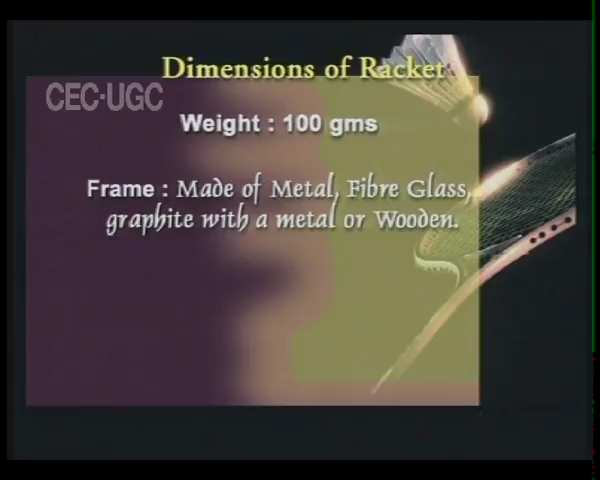 Dimensions of Racket
CEC-UGC
Weight : 100 gms
Frame : Made of Metal, Fibre Glass,
graphite with a metal or Wooden.